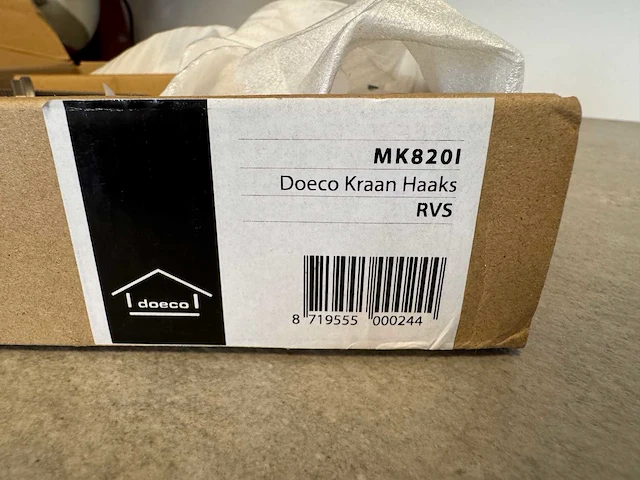 MK820I
Doeco Kraan Haaks
RVS
doeco
8 719555 000244